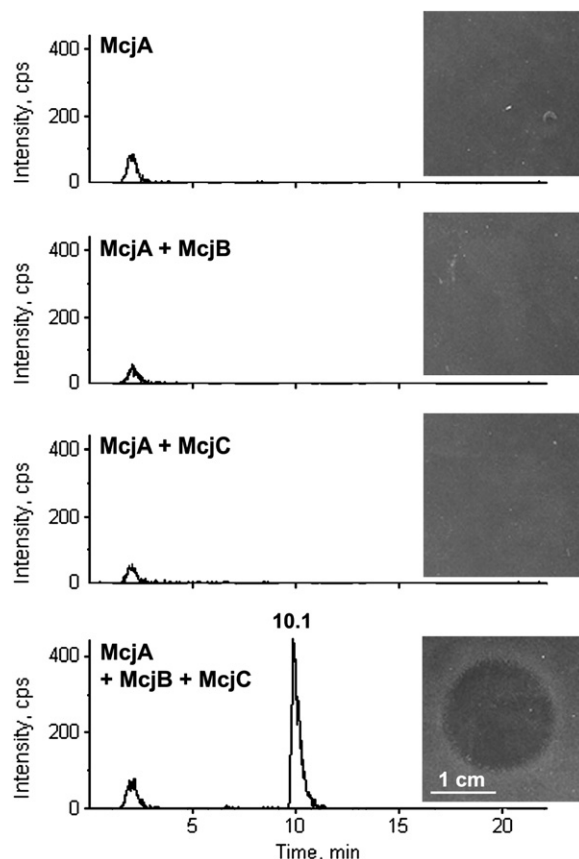 McjA
Intensity, cps
400
200
0
McjA + McjB
Intensity, cps
400
200
0
McjA + McjC
Intensity, cps
400
200
0
10.1
McjA
+ McjB + McjC
Intensity, cps
400
200
0
1 cm
5 10 15 20
Time, min